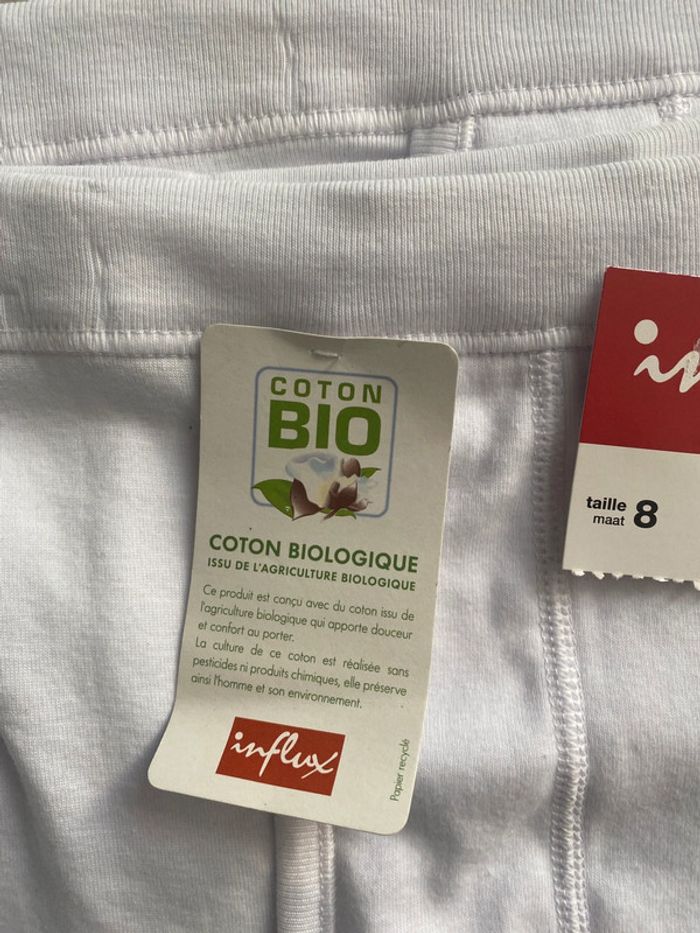 COTON
BIO
COTON BIOLOGIQUE
ISSU DE L'AGRICULTURE BIOLOGIQUE
Ce produit est conçu avec du coton issu de
l'agriculture biologique qui apporte douceur
et confort au porter.
La culture de ce coton est réalisée sans
pesticides ni produits chimiques, elle préserve
ainsi l'homme et son environnement.
influx
Papier recyclé
taille 8
maat